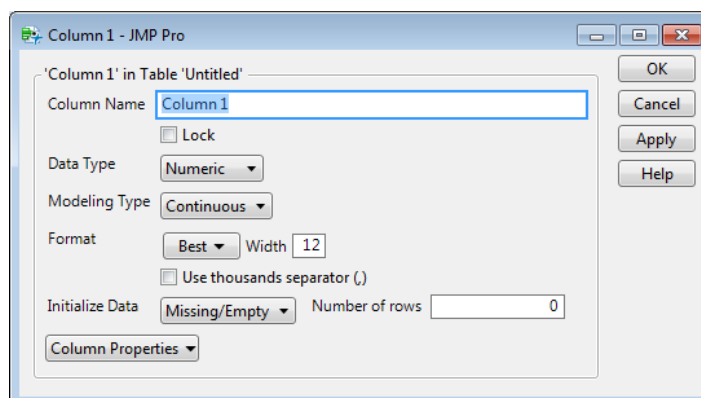 Column 1 - JMP Pro
'Column 1' in Table 'Untitled'
Column Name Column 1
Lock
Data Type Numeric
Modeling Type Continuous
Format Best Width 12
Use thousands separator (,)
Initialize Data Missing/Empty Number of rows 0
Column Properties
OK
Cancel
Apply
Help